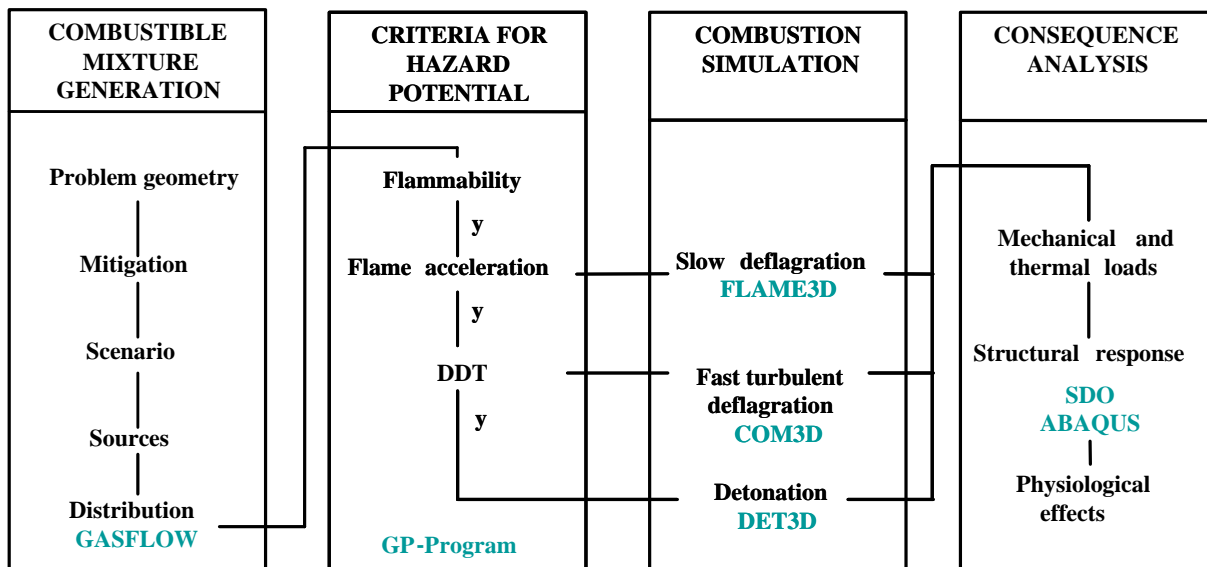 COMBUSTIBLE
MIXTURE
GENERATION
Problem geometry
Mitigation
Scenario
Sources
Distribution
GASFLOW
CRITERIA FOR
HAZARD
POTENTIAL
Flammability
y
Flame acceleration
y
DDT
y
GP-Program
COMBUSTION
SIMULATION
Slow deflagration
FLAME3D
Fast turbulent
deflagration
COM3D
Detonation
DET3D
CONSEQUENCE
ANALYSIS
Mechanical and
thermal loads
Structural response
SDO
ABAQUS
Physiological
effects